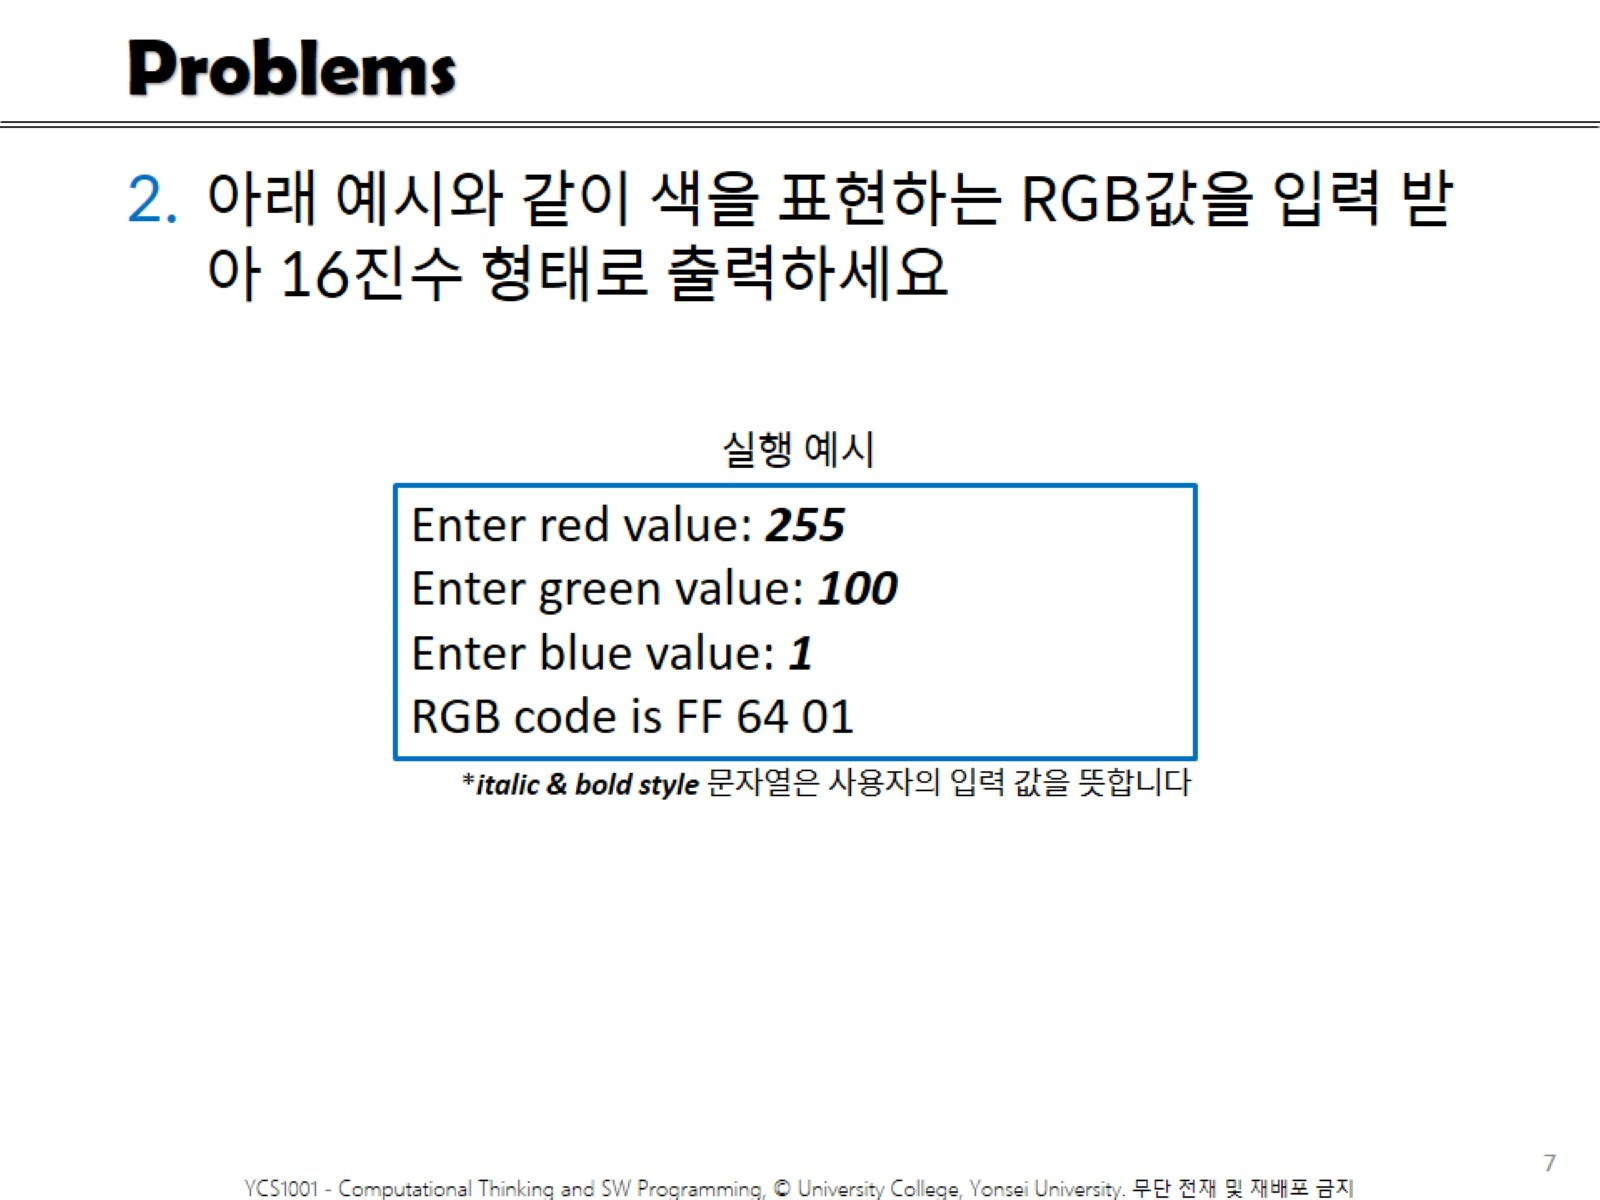 Problems
2. 아래 예시와 같이 색을 표현하는 RGB값을 입력 받
아 16진수 형태로 출력하세요
실행 예시
Enter red value: 255
Enter green value: 100
Enter blue value: 1
RGB code is FF 64 01
*italic & bold style 문자열은 사용자의 입력 값을 뜻합니다
7
YCS1001 - Computational Thinking and SW Programming, © University College, Yonsei University. 무단 전재 및 재배포 금지